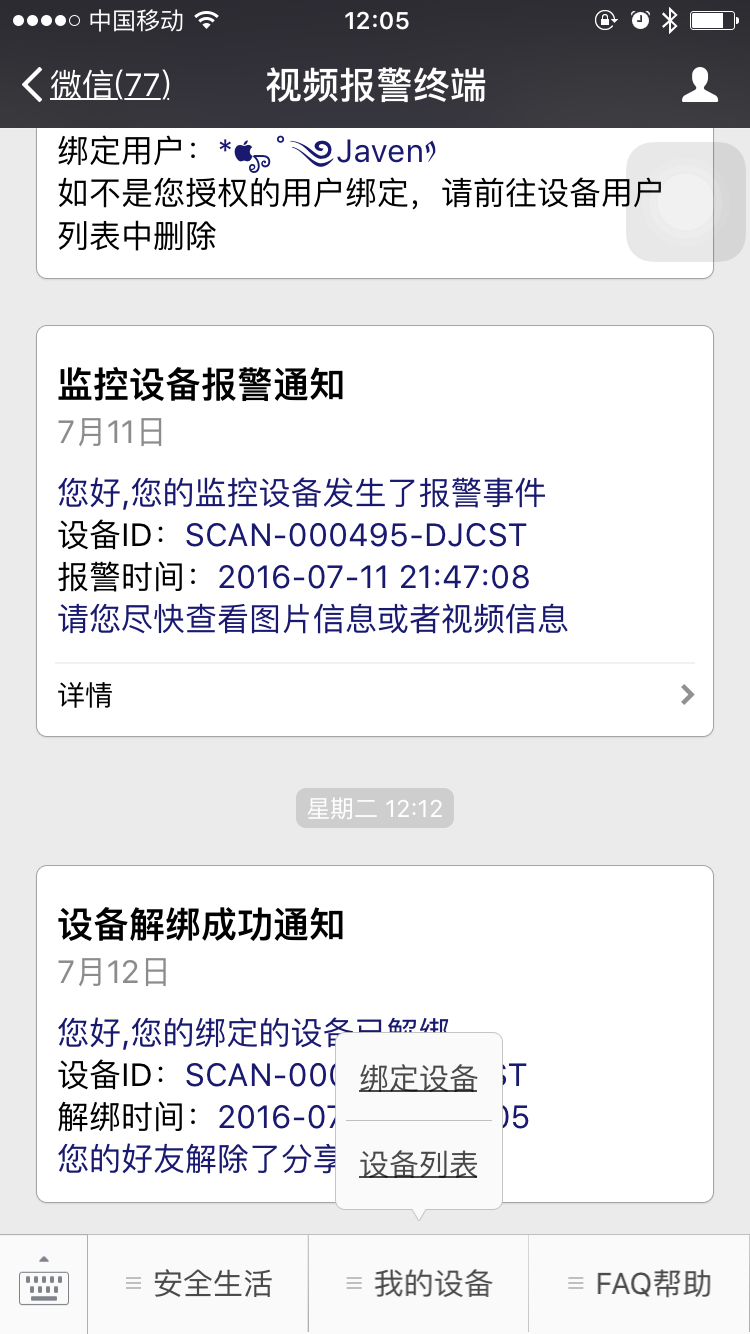 中国移动 12:05
微信(77) 视频报警终端
绑定用户： *Javen
如不是您授权的用户绑定，请前往设备用户
列表中删除
监控设备报警通知
7月11日
您好,您的监控设备发生了报警事件
设备ID：SCAN-000495-DJCST
报警时间：2016-07-11 21:47:08
请您尽快查看图片信息或者视频信息
详情
星期二 12:12
设备解绑成功通知
7月12日
您好,您的绑定的设备已解绑
设备ID：SCAN-000 ST
解绑时间：2016-07 05
您的好友解除了分享
绑定设备
设备列表
安全生活 我的设备 FAQ帮助